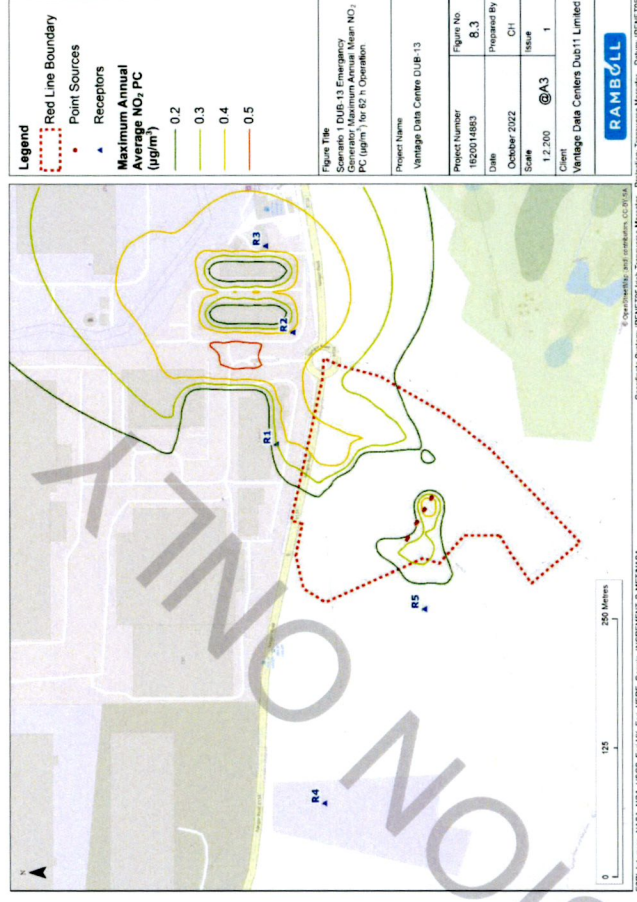 Legend
Red Line Boundary
Point Sources
Receptors
Maximum Annual
Average NO₂ PC
(µg/m³)
0.2
0.3
0.4
0.5
Figure Title
Scenario 1 DUB-13 Emergency
Generator Maximum Annual Mean NO₂
PC (µg/m³) for 62 h Operation
Project Name
Vantage Data Centre DUB-13
Project Number
1620014883
Figure No.
8.3
Date
October 2022
Prepared By
CH
Scale
1:2,200 @A3
Issue
1
Client
Vantage Data Centers Dub11 Limited
RAMBOLL
N
R1
R2
R3
R4
R5
0 125 250 Metres
© OpenStreetMap (and) contributors, CC-BY-SA
ION ONLY